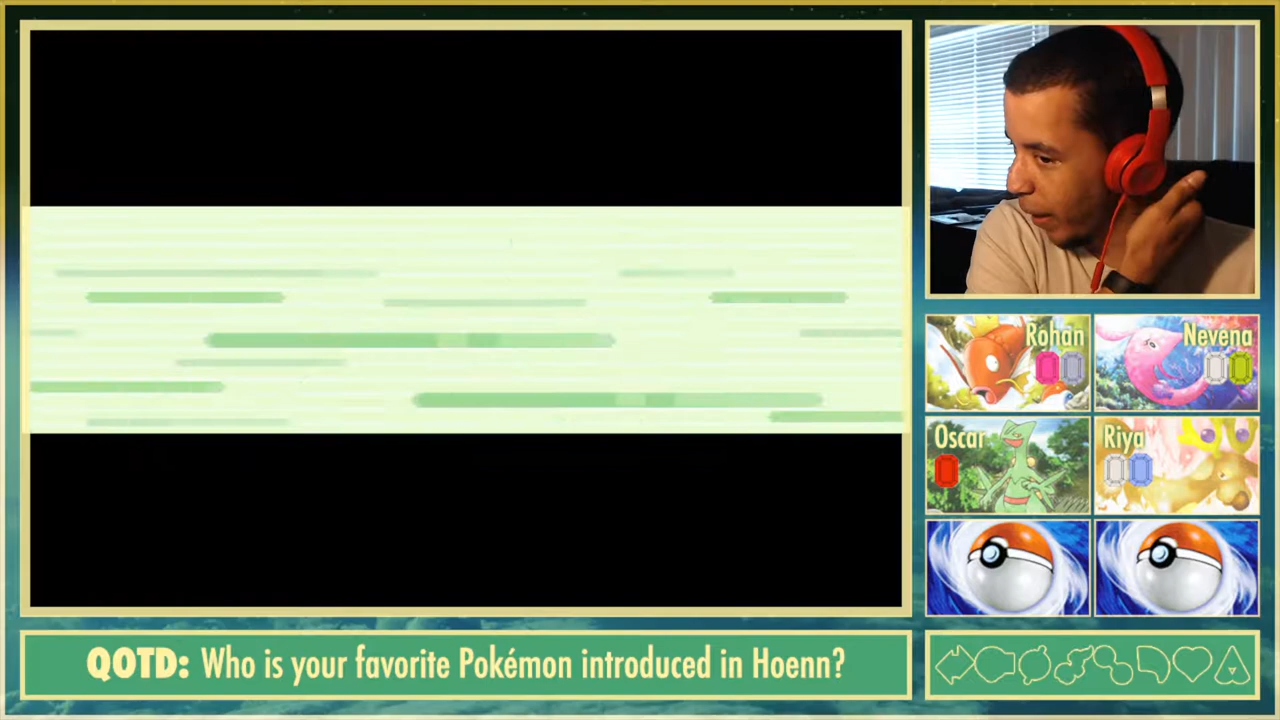 Rohan
Nevena
Oscar
Riya
QOTD: Who is your favorite Pokémon introduced in Hoenn?